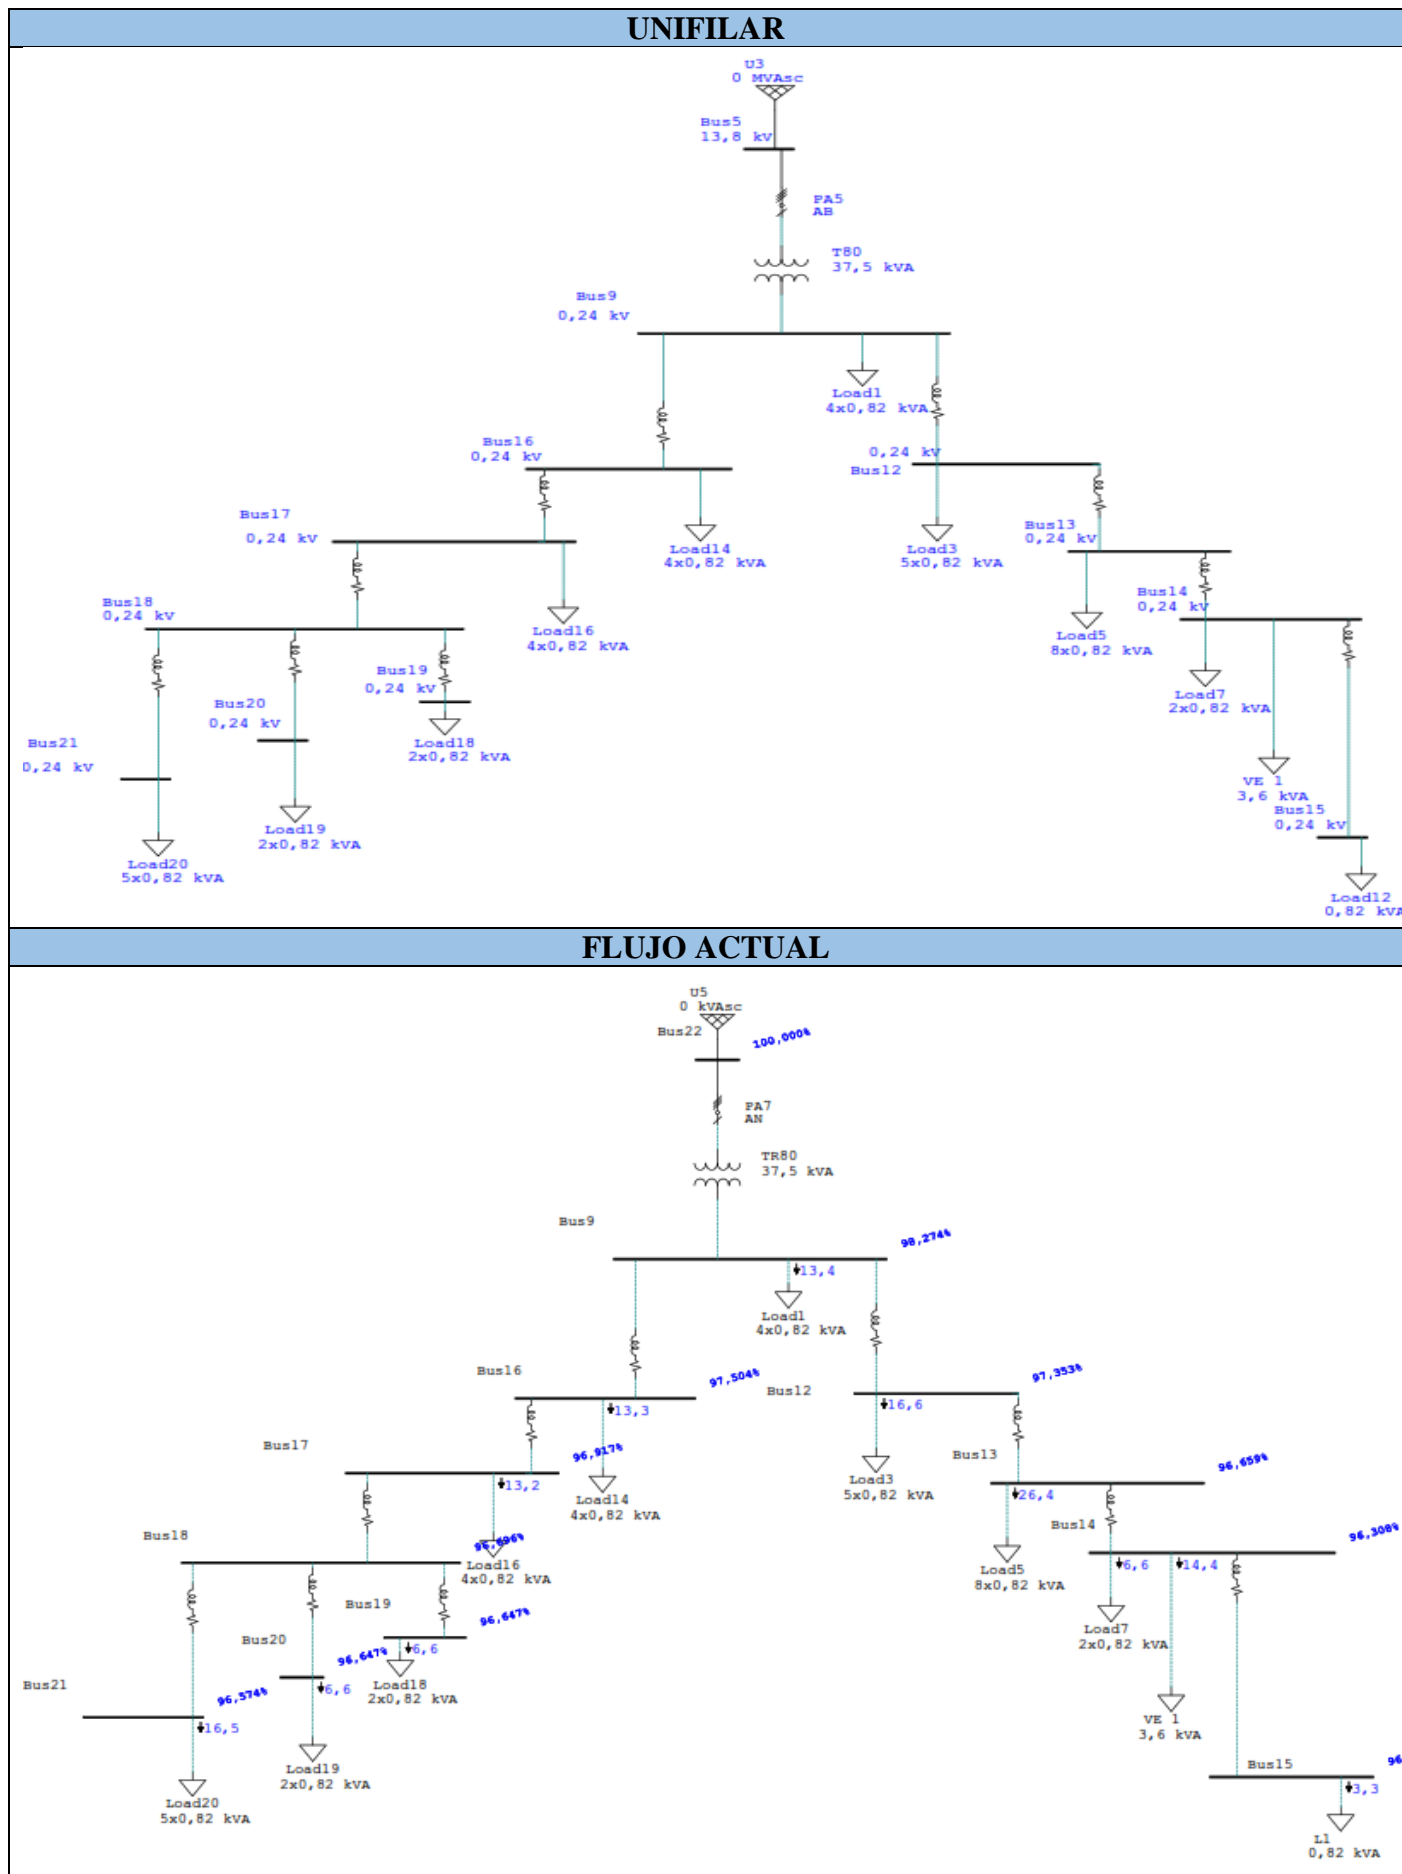 UNIFILAR
U3
0 MVAsc
Bus5
13,8 kV
PA5
AB
T80
37,5 kVA
Bus9
0,24 kV
Load1
4x0,82 kVA
Bus16
0,24 kV
0,24 kV
Bus12
Bus17
0,24 kV
Load14
4x0,82 kVA
Load3
5x0,82 kVA
Bus13
0,24 kV
Bus18
0,24 kV
Load16
4x0,82 kVA
Bus14
0,24 kV
Load5
8x0,82 kVA
Bus19
0,24 kV
Bus20
0,24 kV
Load7
2x0,82 kVA
Bus21
0,24 kV
Load18
2x0,82 kVA
VE 1
3,6 kVA
Bus15
0,24 kV
Load19
2x0,82 kVA
Load20
5x0,82 kVA
Load12
0,82 kVA
FLUJO ACTUAL
U5
0 kVAsc
Bus22
100,000%
PA7
AN
TR80
37,5 kVA
Bus9
98,274%
13,4
Load1
4x0,82 kVA
Bus16
97,504%
Bus12
97,353%
13,3
16,6
Bus17
96,917%
Bus13
96,659%
13,2
Load14
4x0,82 kVA
Load3
5x0,82 kVA
26,4
Bus18
96,696%
Bus14
96,308%
Load16
4x0,82 kVA
6,6
14,4
Load5
8x0,82 kVA
Bus19
96,647%
Bus20
96,647%
6,6
Load7
2x0,82 kVA
Bus21
96,574%
6,6
Load18
2x0,82 kVA
16,5
VE 1
3,6 kVA
Bus15
96
Load19
2x0,82 kVA
3,3
Load20
5x0,82 kVA
L1
0,82 kVA